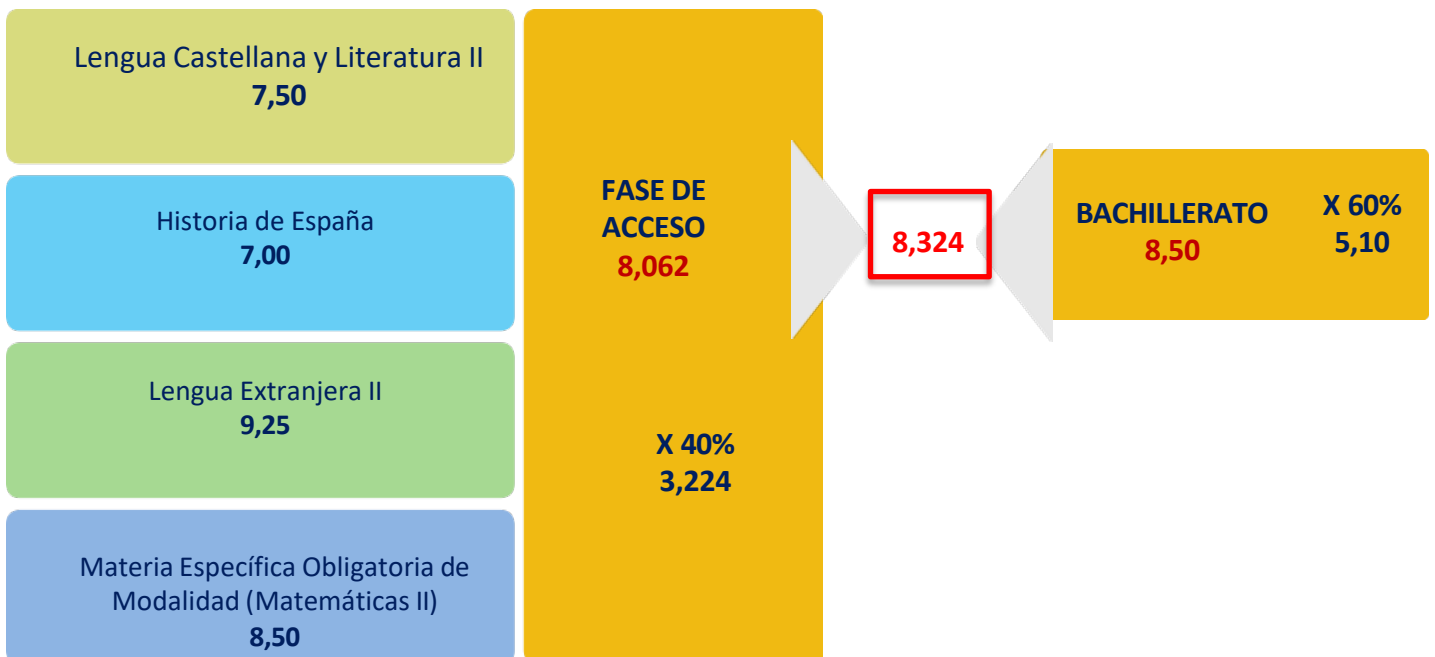 Lengua Castellana y Literatura II
7,50
Historia de España
7,00
Lengua Extranjera II
9,25
Materia Específica Obligatoria de
Modalidad (Matemáticas II)
8,50
FASE DE
ACCESO
8,062
X 40%
3,224
8,324
BACHILLERATO
8,50
X 60%
5,10